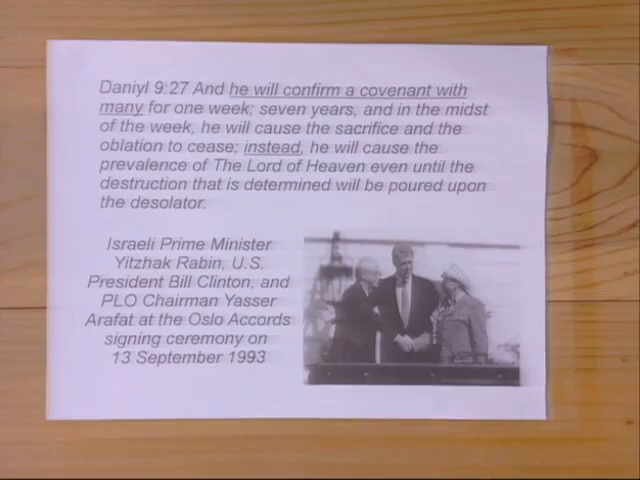 Daniyl 9:27 And he will confirm a covenant with
many for one week; seven years, and in the midst
of the week, he will cause the sacrifice and the
oblation to cease; instead, he will cause the
prevalence of The Lord of Heaven even until the
destruction that is determined will be poured upon
the desolator.
Israeli Prime Minister
Yitzhak Rabin, U.S.
President Bill Clinton, and
PLO Chairman Yasser
Arafat at the Oslo Accords
signing ceremony on
13 September 1993